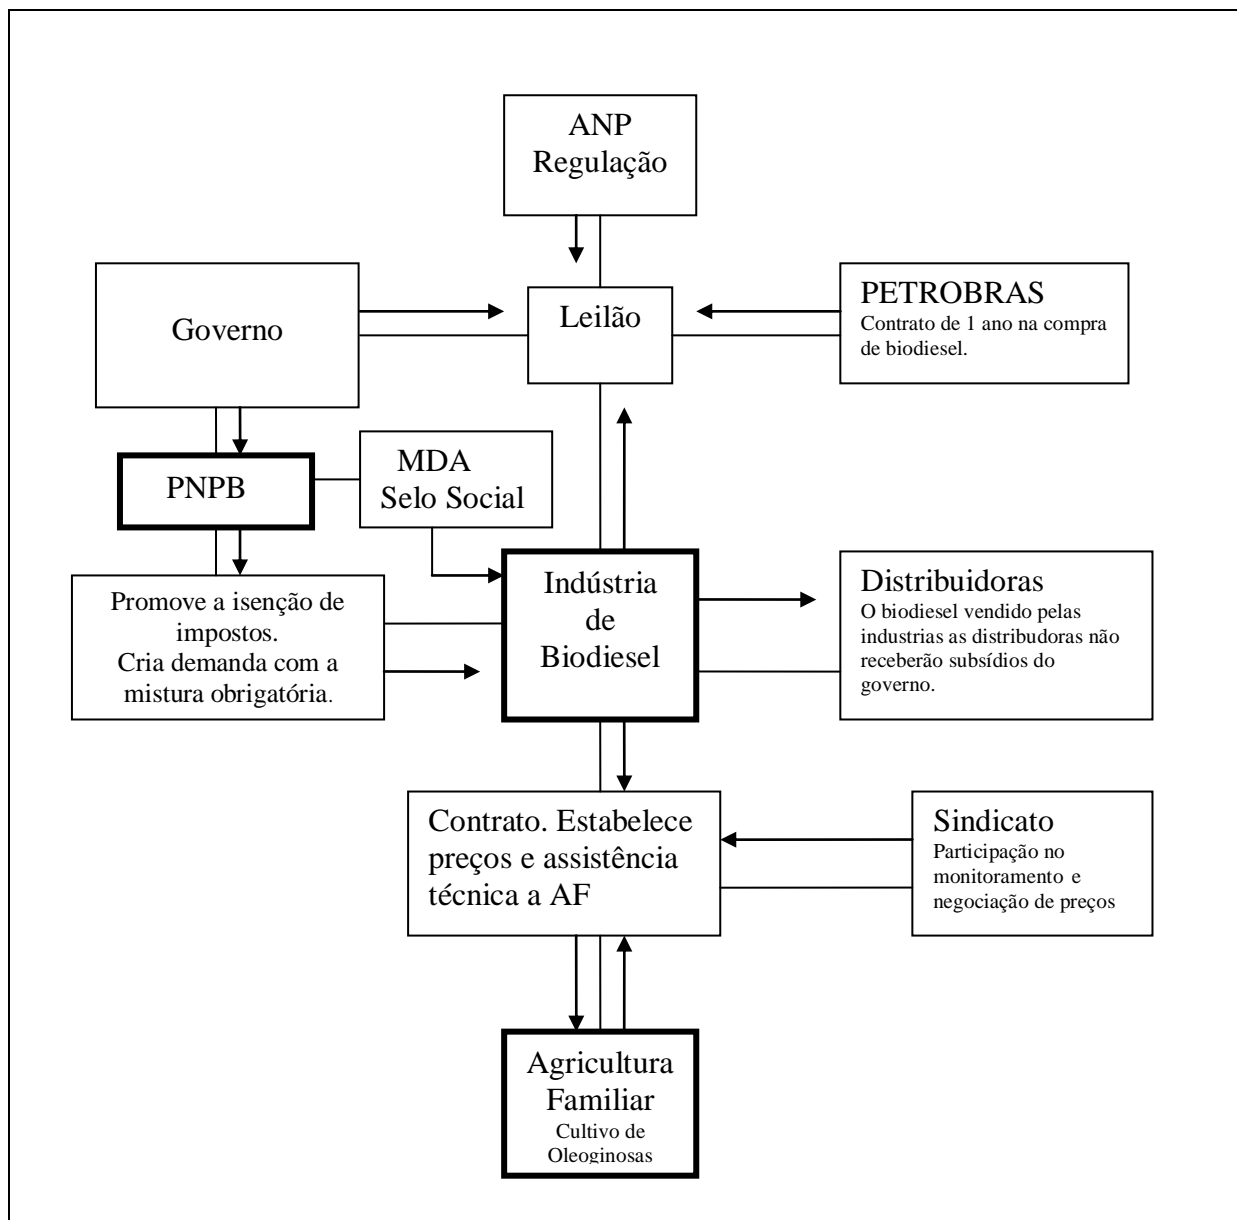 ANP
Regulação
Governo
Leilão
PETROBRAS
Contrato de 1 ano na compra
de biodiesel.
PNPB
MDA
Selo Social
Promove a isenção de
impostos.
Cria demanda com a
mistura obrigatória.
Indústria
de
Biodiesel
Distribuidoras
O biodiesel vendido pelas
industrias as distribudoras não
receberão subsídios do
governo.
Contrato. Estabelece
preços e assistência
técnica a AF
Sindicato
Participação no
monitoramento e
negociação de preços
Agricultura
Familiar
Cultivo de
Oleoginosas